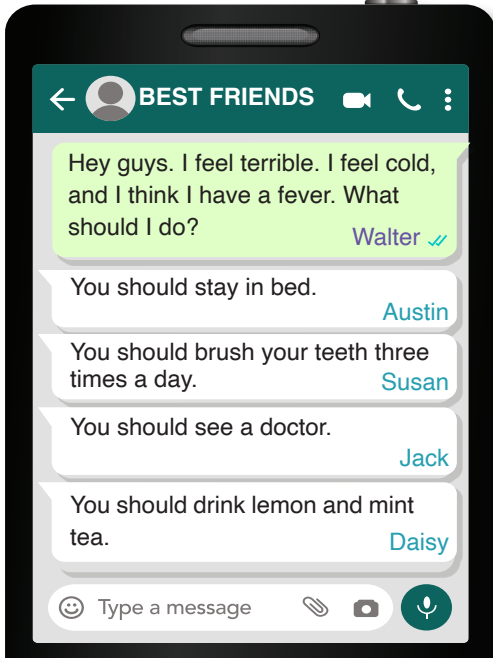 BEST FRIENDS
Hey guys. I feel terrible. I feel cold,
and I think I have a fever. What
should I do?
Walter
You should stay in bed.
Austin
You should brush your teeth three
times a day.
Susan
You should see a doctor.
Jack
You should drink lemon and mint
tea.
Daisy
Type a message